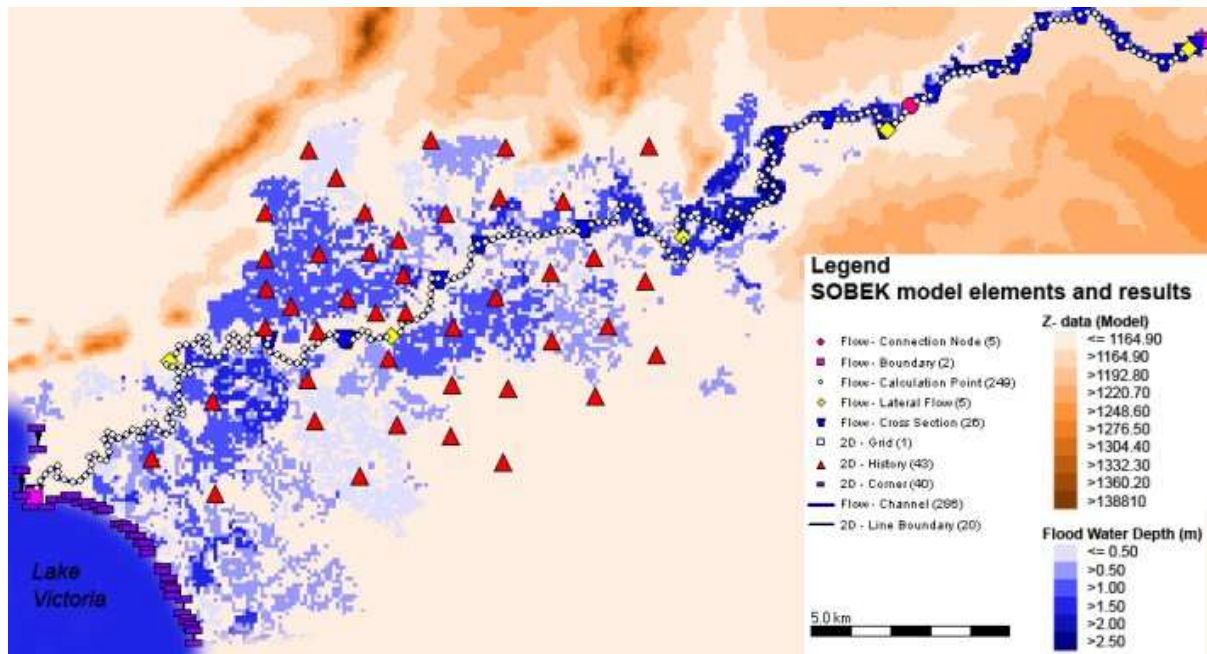 Legend
SOBEK model elements and results
Flow- Connection Node (5)
Flow- Boundary (2)
Flow- Calculation Point (249)
Flow- Lateral Flow (5)
Flow- Cross Section (26)
2D - Grid (1)
2D - History (43)
2D - Corner (40)
Flow- Channel (296)
2D - Line Boundary (20)
5.0 km
Z- data (Model)
<= 1164.90
>1164.90
>1192.80
>1220.70
>1248.60
>1276.50
>1304.40
>1332.30
>1360.20
>138810
Flood Water Depth (m)
<= 0.50
>0.50
>1.00
>1.50
>2.00
>2.50
Lake
Victoria